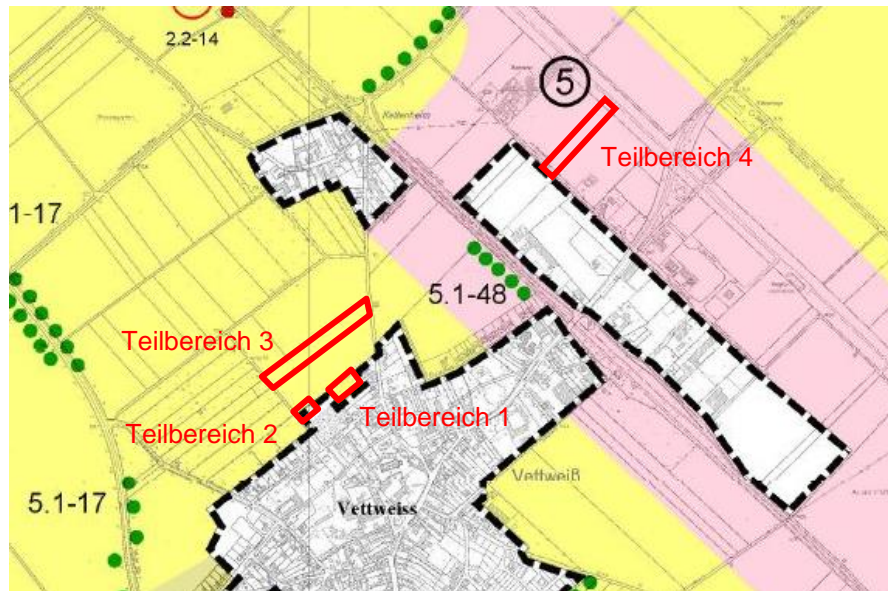 2.2-14
5
Kettenheim
Teilbereich 4
1-17
5.1-48
Teilbereich 3
Teilbereich 1
Teilbereich 2
Vettweiß
5.1-17
Vettweiss